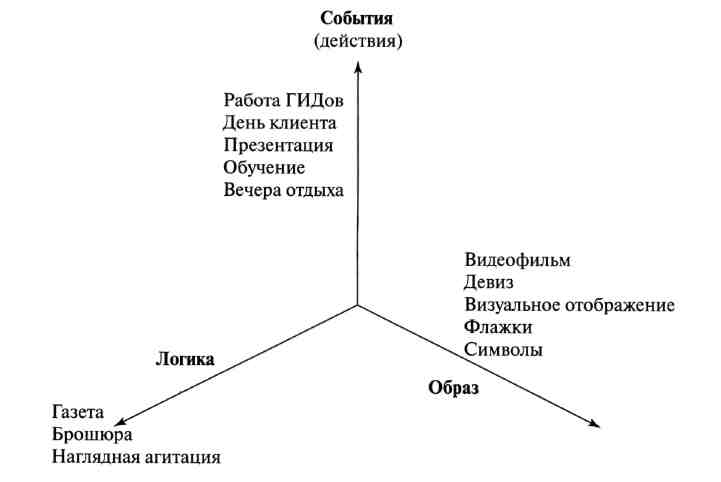 События
(действия)
Работа ГИДов
День клиента
Презентация
Обучение
Вечера отдыха
Видеофильм
Девиз
Визуальное отображение
Флажки
Символы
Логика
Образ
Газета
Брошюра
Наглядная агитация